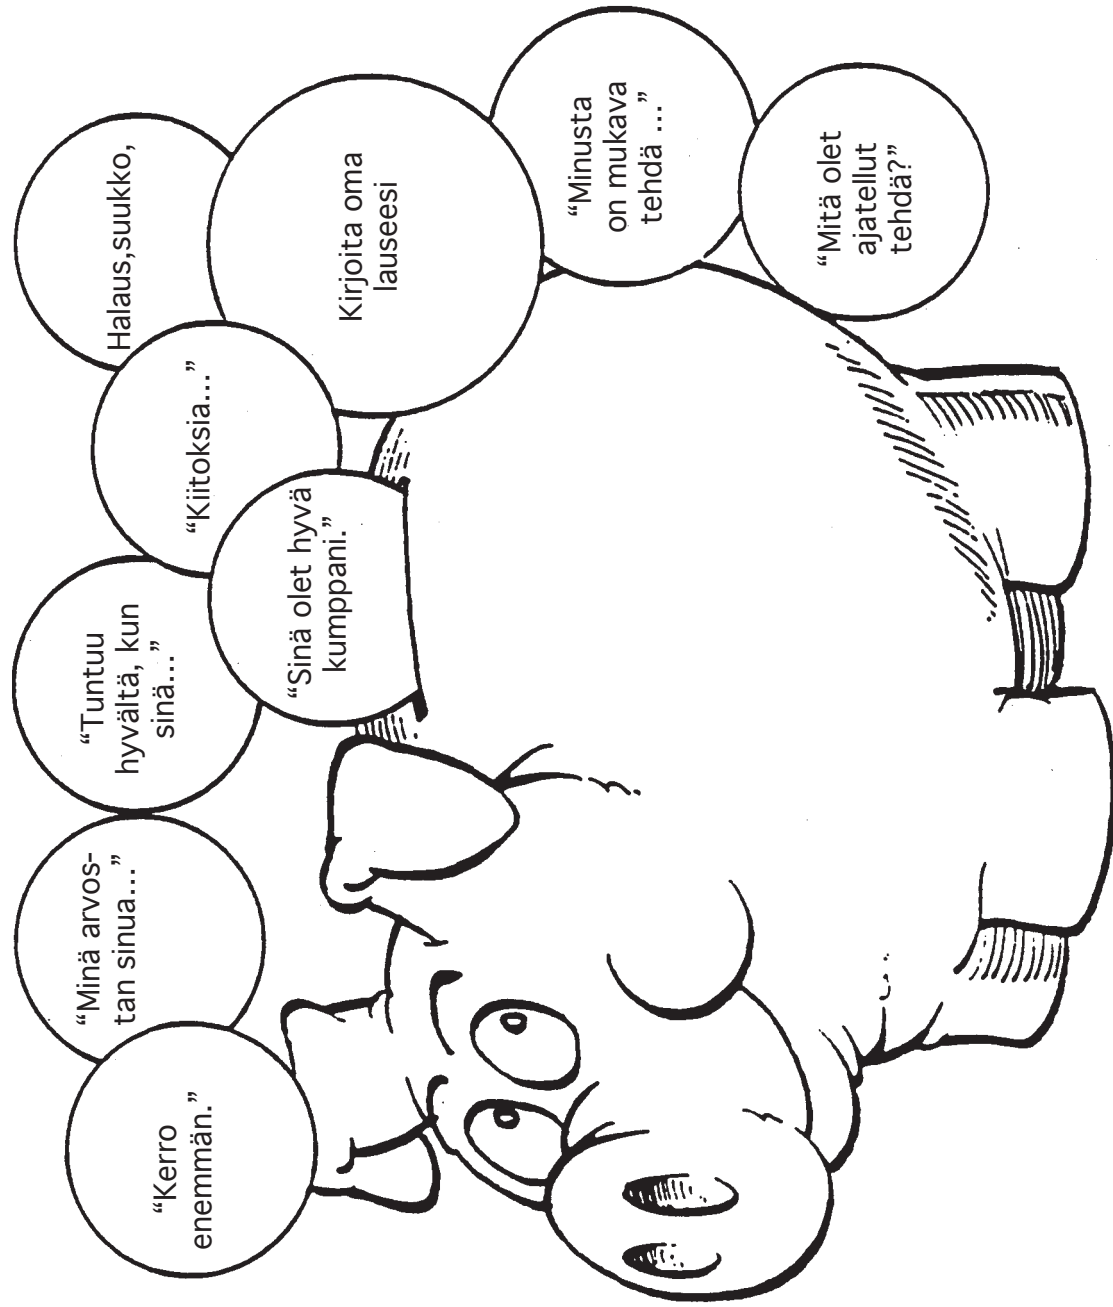 “Kerro
enemmän.”
“Minä arvos-
tan sinua...”
“Tuntuu
hyvältä, kun
sinä...”
“Sinä olet hyvä
kumppani.”
“Kiitoksia...”
Halaus,suukko,
Kirjoita oma
lauseesi
“Minusta
on mukava
tehdä ...”
“Mitä olet
ajatellut
tehdä?”